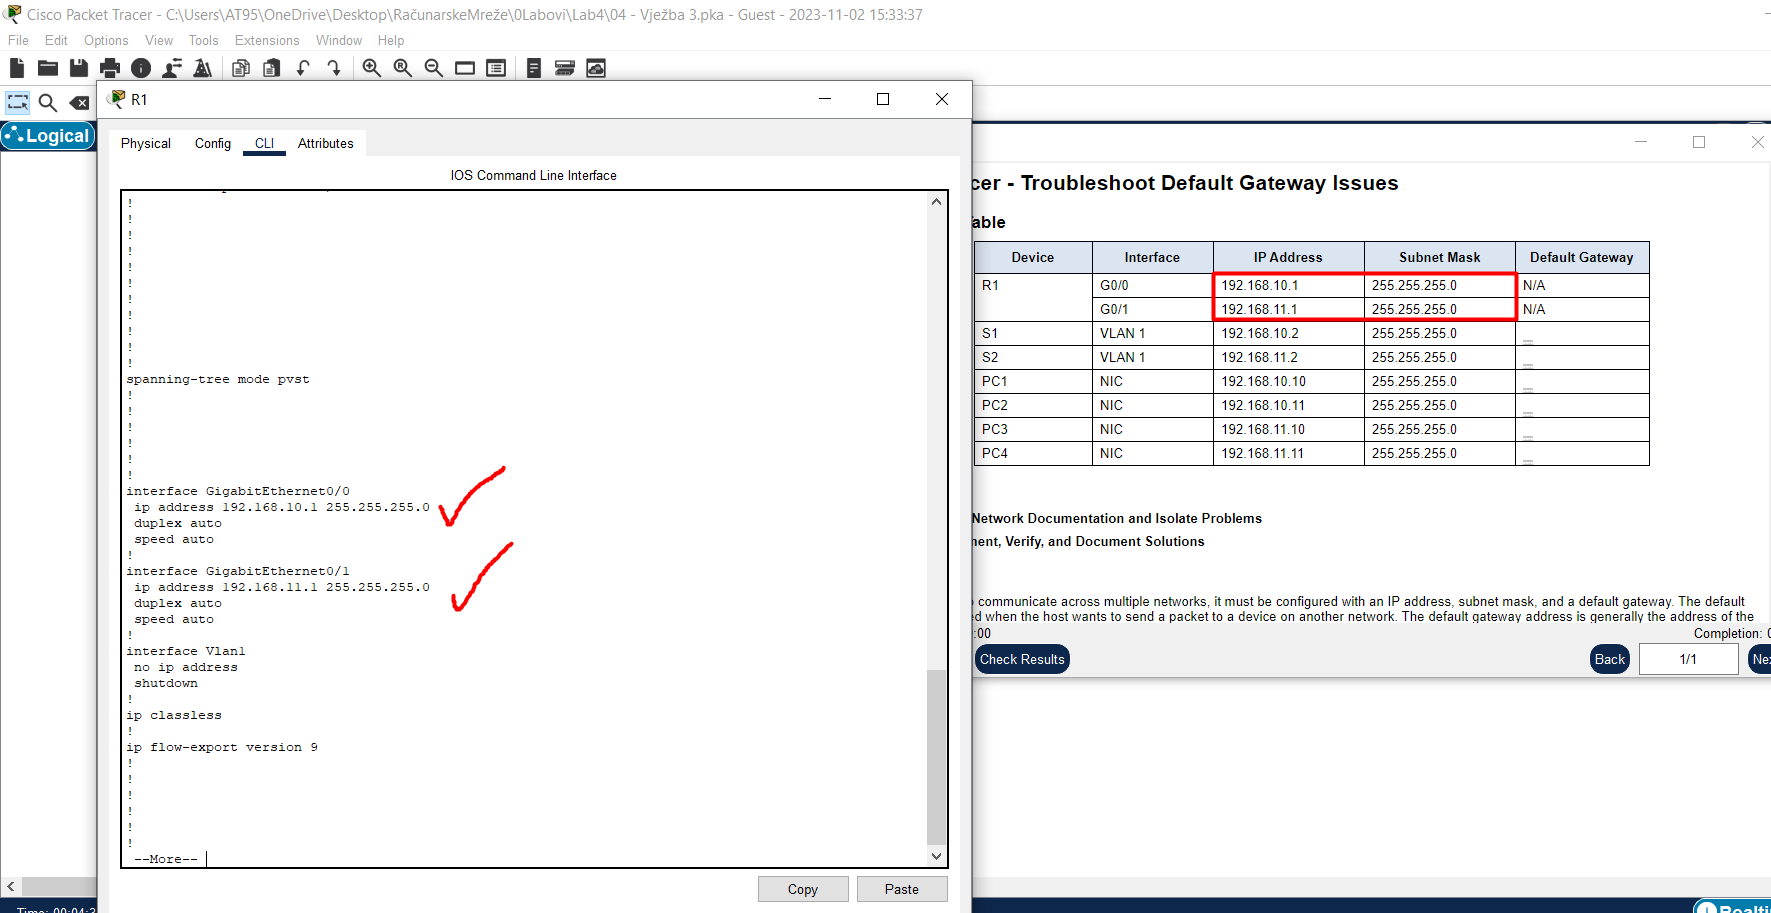 Cisco Packet Tracer - C:\Users\AT95\OneDrive\Desktop\RačunarskeMreže\0Labovi\Lab4\04 - Vježba 3.pka - Guest - 2023-11-02 15:33:37
File Edit Options View Tools Extensions Window Help
Logical
R1
Physical Config CLI Attributes
IOS Command Line Interface
!
!
!
!
!
!
!
!
!
!
!
spanning-tree mode pvst
!
!
!
!
!
!
interface GigabitEthernet0/0
ip address 192.168.10.1 255.255.255.0
duplex auto
speed auto
!
interface GigabitEthernet0/1
ip address 192.168.11.1 255.255.255.0
duplex auto
speed auto
!
interface Vlan1
no ip address
shutdown
!
ip classless
!
ip flow-export version 9
!
!
!
!
!
!
--More--
Copy Paste
cer - Troubleshoot Default Gateway Issues
able
Device Interface IP Address Subnet Mask Default Gateway
R1 G0/0 192.168.10.1 255.255.255.0 N/A
G0/1 192.168.11.1 255.255.255.0 N/A
S1 VLAN 1 192.168.10.2 255.255.255.0
S2 VLAN 1 192.168.11.2 255.255.255.0
PC1 NIC 192.168.10.10 255.255.255.0
PC2 NIC 192.168.10.11 255.255.255.0
PC3 NIC 192.168.11.10 255.255.255.0
PC4 NIC 192.168.11.11 255.255.255.0
Network Documentation and Isolate Problems
ment, Verify, and Document Solutions
o communicate across multiple networks, it must be configured with an IP address, subnet mask, and a default gateway. The default
ed when the host wants to send a packet to a device on another network. The default gateway address is generally the address of the
:00 Completion: 0
Check Results Back 1/1 Nex
Time: 00:04:3
Realti